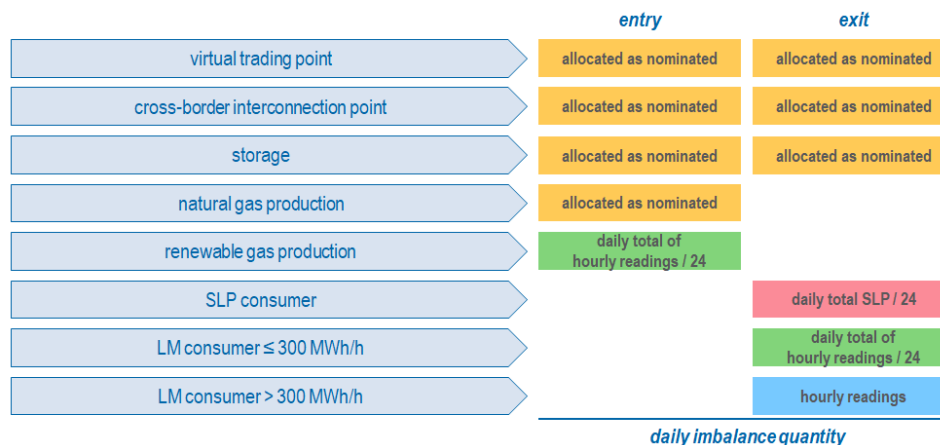 entry exit
virtual trading point allocated as nominated allocated as nominated
cross-border interconnection point allocated as nominated allocated as nominated
storage allocated as nominated allocated as nominated
natural gas production allocated as nominated
renewable gas production daily total of
hourly readings / 24
SLP consumer daily total SLP / 24
LM consumer ≤ 300 MWh/h daily total of
hourly readings / 24
LM consumer > 300 MWh/h hourly readings
daily imbalance quantity